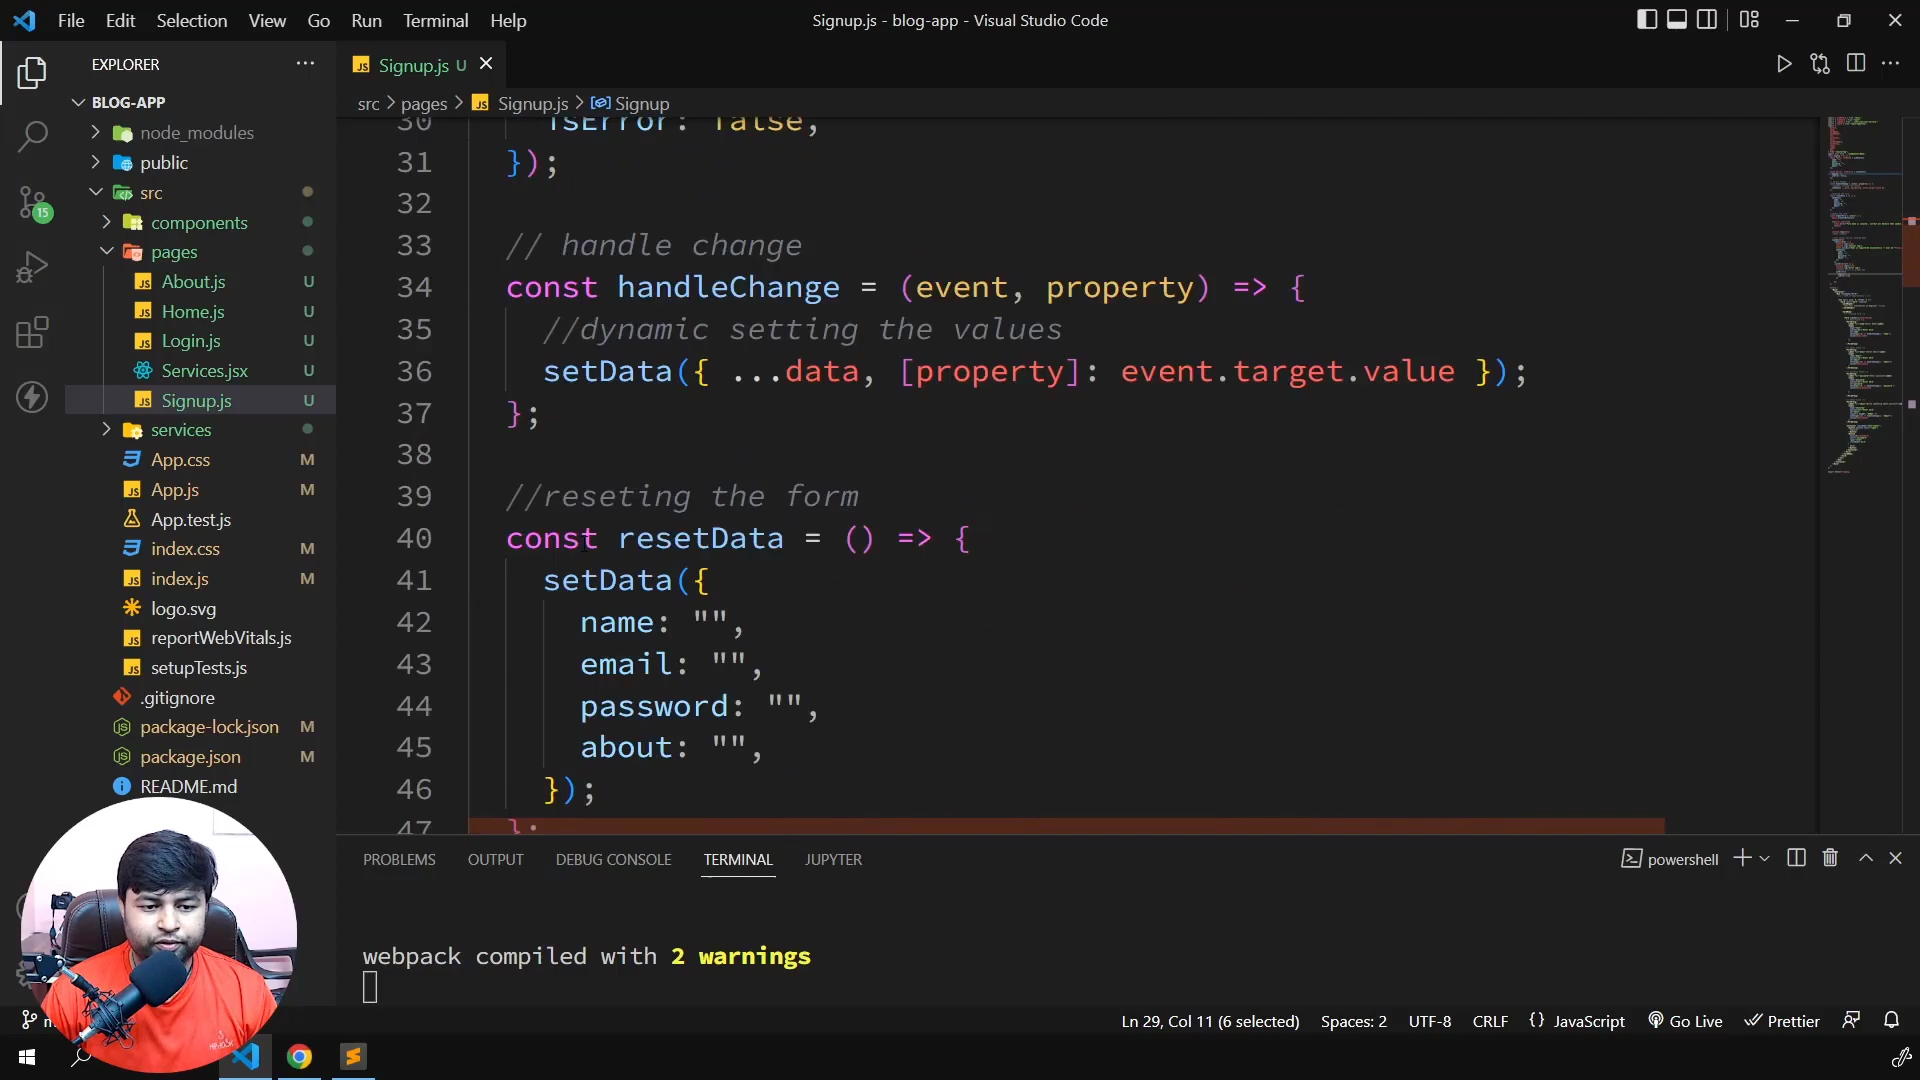 File Edit Selection View Go Run Terminal Help
Signup.js - blog-app - Visual Studio Code
EXPLORER
BLOG-APP
node_modules
public
src
components
pages
About.js U
Home.js U
Login.js U
Services.jsx U
Signup.js U
services
App.css M
App.js M
App.test.js
index.css M
index.js M
logo.svg
reportWebVitals.js
setupTests.js
.gitignore
package-lock.json M
package.json M
README.md
15
Signup.js U
src > pages > Signup.js > Signup
30 isError: false,
31 });
32
33 // handle change
34 const handleChange = (event, property) => {
35 //dynamic setting the values
36 setData({ ...data, [property]: event.target.value });
37 };
38
39 //reseting the form
40 const resetData = () => {
41 setData({
42 name: "",
43 email: "",
44 password: "",
45 about: "",
46 });
47 };
PROBLEMS OUTPUT DEBUG CONSOLE TERMINAL JUPYTER
powershell
webpack compiled with 2 warnings
Ln 29, Col 11 (6 selected) Spaces: 2 UTF-8 CRLF {} JavaScript Go Live Prettier